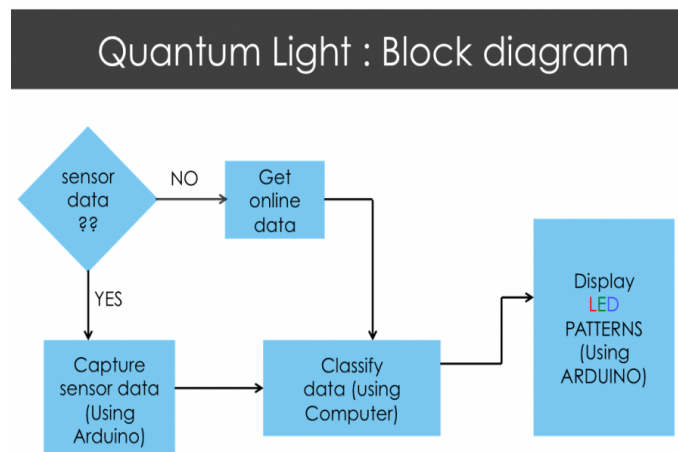 Quantum Light : Block diagram
sensor
data
??
NO
Get
online
data
YES
Capture
sensor data
(Using
Arduino)
Classify
data (using
Computer)
Display
LED
PATTERNS
(Using
ARDUINO)